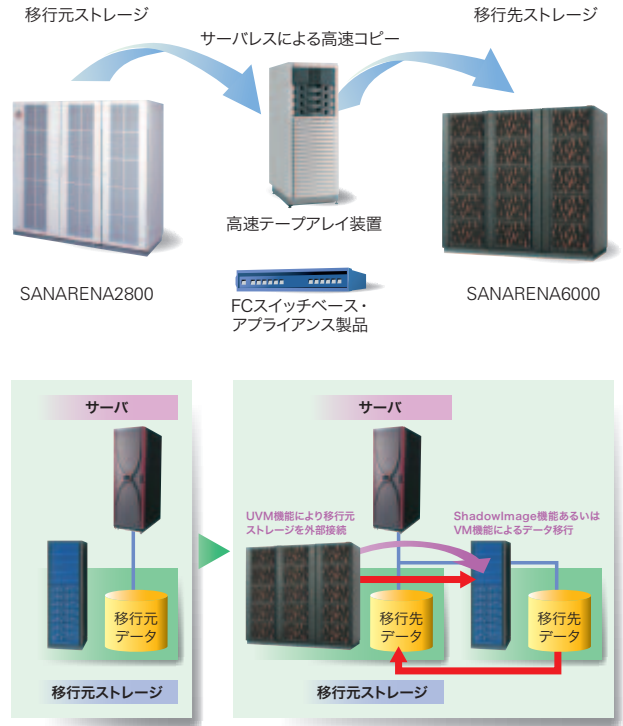 移行元ストレージ
移行先ストレージ
サーバレスによる高速コピー
高速テープアレイ装置
SANARENA2800
SANARENA6000
FCスイッチベース・
アプライアンス製品
サーバ
サーバ
UVM機能により移行元
ストレージを外部接続
ShadowImage機能あるいは
VM機能によるデータ移行
移行元
データ
移行先
データ
移行先
データ
移行元ストレージ
移行元ストレージ